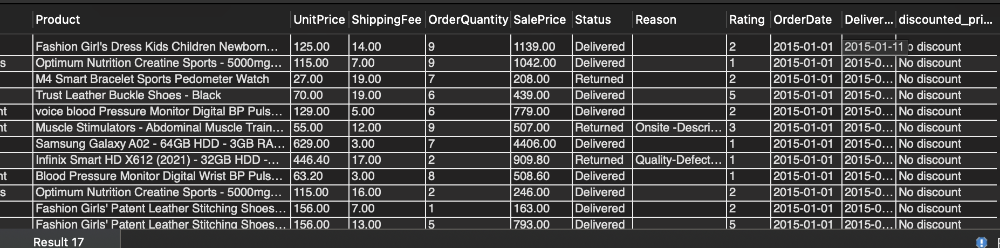 Product UnitPrice ShippingFee OrderQuantity SalePrice Status Reason Rating OrderDate Deliver... discounted_pri...
Fashion Girl's Dress Kids Children Newborn... 125.00 14.00 9 1139.00 Delivered 2 2015-01-01 2015-01-11 o discount
s Optimum Nutrition Creatine Sports - 5000mg... 115.00 7.00 9 1042.00 Delivered 1 2015-01-01 2015-0... No discount
M4 Smart Bracelet Sports Pedometer Watch 27.00 19.00 7 208.00 Returned 2 2015-01-01 2015-0... No discount
Trust Leather Buckle Shoes - Black 70.00 19.00 6 439.00 Delivered 5 2015-01-01 2015-0... No discount
nt voice blood Pressure Monitor Digital BP Puls... 129.00 5.00 6 779.00 Delivered 2 2015-01-01 2015-0... No discount
nt Muscle Stimulators - Abdominal Muscle Train... 55.00 12.00 9 507.00 Returned Onsite -Descri... 3 2015-01-01 2015-0... No discount
Samsung Galaxy A02 - 64GB HDD - 3GB RA... 629.00 3.00 7 4406.00 Delivered 1 2015-01-01 2015-0... No discount
Infinix Smart HD X612 (2021) - 32GB HDD -... 446.40 17.00 2 909.80 Returned Quality-Defect... 1 2015-01-01 2015-0... No discount
nt Blood Pressure Monitor Digital Wrist BP Puls... 63.20 3.00 8 508.60 Delivered 1 2015-01-01 2015-0... No discount
s Optimum Nutrition Creatine Sports - 5000mg... 115.00 16.00 2 246.00 Delivered 2 2015-01-01 2015-0... No discount
Fashion Girls' Patent Leather Stitching Shoes... 156.00 7.00 1 163.00 Delivered 2 2015-01-01 2015-0... No discount
Fashion Girls' Patent Leather Stitching Shoes... 156.00 13.00 5 793.00 Delivered 5 2015-01-01 2015-0... No discount
Result 17